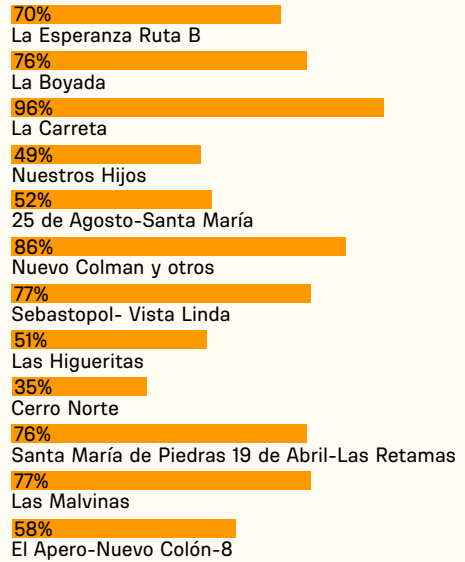 70%
La Esperanza Ruta B
76%
La Boyada
96%
La Carreta
49%
Nuestros Hijos
52%
25 de Agosto-Santa María
86%
Nuevo Colman y otros
77%
Sebastopol- Vista Linda
51%
Las Higueritas
35%
Cerro Norte
76%
Santa María de Piedras 19 de Abril-Las Retamas
77%
Las Malvinas
58%
El Apero-Nuevo Colón-8